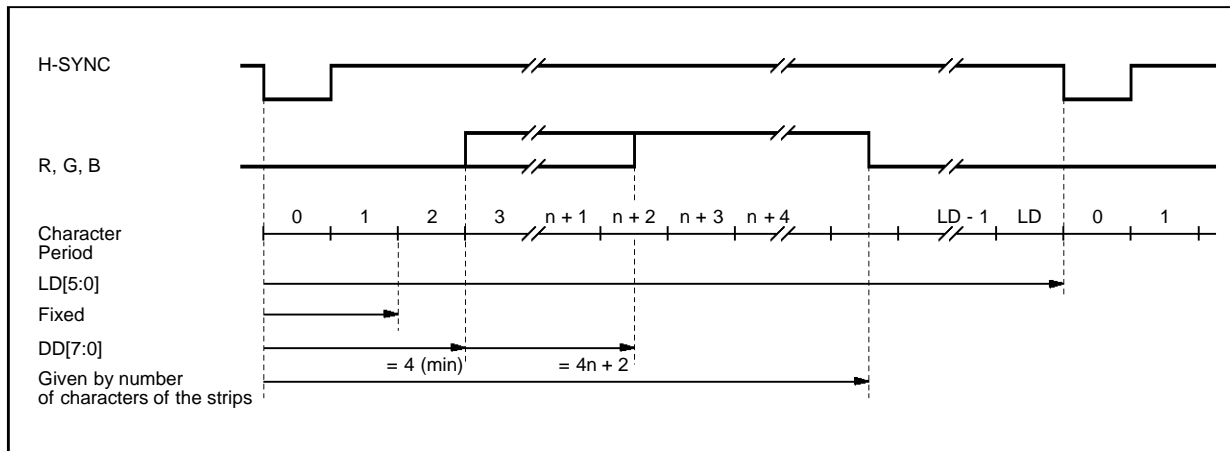 H-SYNC
R, G, B
0 1 2 3 n + 1 n + 2 n + 3 n + 4 LD - 1 LD 0 1
Character
Period
LD[5:0]
Fixed
DD[7:0]
= 4 (min) = 4n + 2
Given by number
of characters of the strips